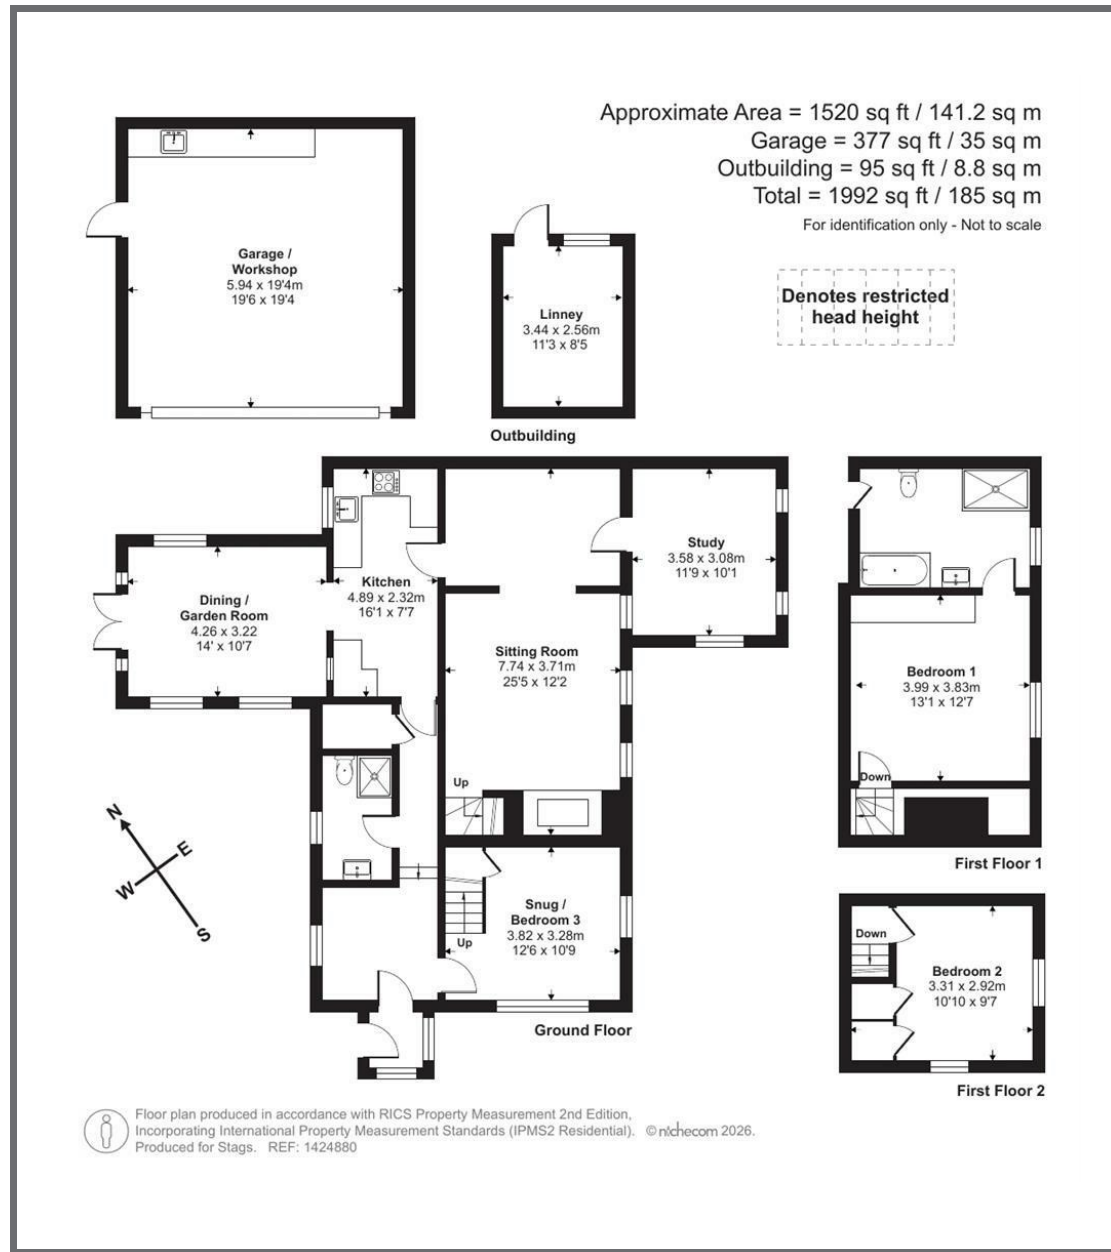 Approximate Area = 1520 sq ft / 141.2 sq m
Garage = 377 sq ft / 35 sq m
Outbuilding = 95 sq ft / 8.8 sq m
Total = 1992 sq ft / 185 sq m
For identification only - Not to scale
Denotes restricted
head height
Garage /
Workshop
5.94 x 19'4m
19'6 x 19'4
Linney
3.44 x 2.56m
11'3 x 8'5
Outbuilding
Dining /
Garden Room
4.26 x 3.22
14' x 10'7
Kitchen
4.89 x 2.32m
16'1 x 7'7
Sitting Room
7.74 x 3.71m
25'5 x 12'2
Up
Study
3.58 x 3.08m
11'9 x 10'1
Bedroom 1
3.99 x 3.83m
13'1 x 12'7
Down
First Floor 1
N
E
W
S
Snug /
Bedroom 3
3.82 x 3.28m
12'6 x 10'9
Up
Ground Floor
Down
Bedroom 2
3.31 x 2.92m
10'10 x 9'7
First Floor 2
Floor plan produced in accordance with RICS Property Measurement 2nd Edition,
Incorporating International Property Measurement Standards (IPMS2 Residential). © nichecom 2026.
Produced for Stags. REF: 1424880